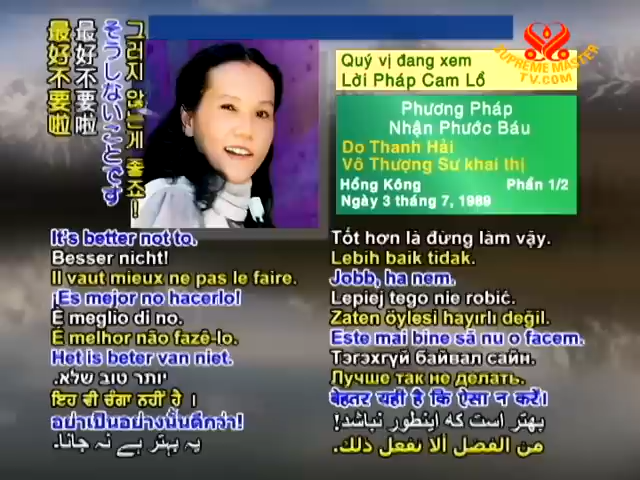 最好不要啦
最好不要啦
そうしないことです
그러지 않는게 좋죠!
SUPREME MASTER
TV.COM
Quý vị đang xem
Lời Pháp Cam Lồ
Phương Pháp
Nhận Phước Báu
Do Thanh Hải
Vô Thượng Sư khai thị
Hồng Kông Phần 1/2
Ngày 3 tháng 7, 1989
It's better not to.
Besser nicht!
Il vaut mieux ne pas le faire.
¡Es mejor no hacerlo!
É meglio di no.
É melhor não fazê-lo.
Het is beter van niet.
יותר טוב שלא.
ਇਹ ਵੀ ਚੰਗਾ ਨਹੀਂ ਹੈ ।
อย่าเป็นอย่างนั้นดีกว่า!
یہ بہتر ہے نہ جانا۔
Tốt hơn là đừng làm vậy.
Lebih baik tidak.
Jobb, ha nem.
Lepiej tego nie robić.
Zaten öylesi hayırlı değil.
Este mai bine să nu o facem.
Тэгэхгүй байвал сайн.
Лучше так не делать.
बेहतर यही है कि ऐसा न करें।
بهتر است که اینطور نباشد!
من الفضل ألا نفعل ذلك.